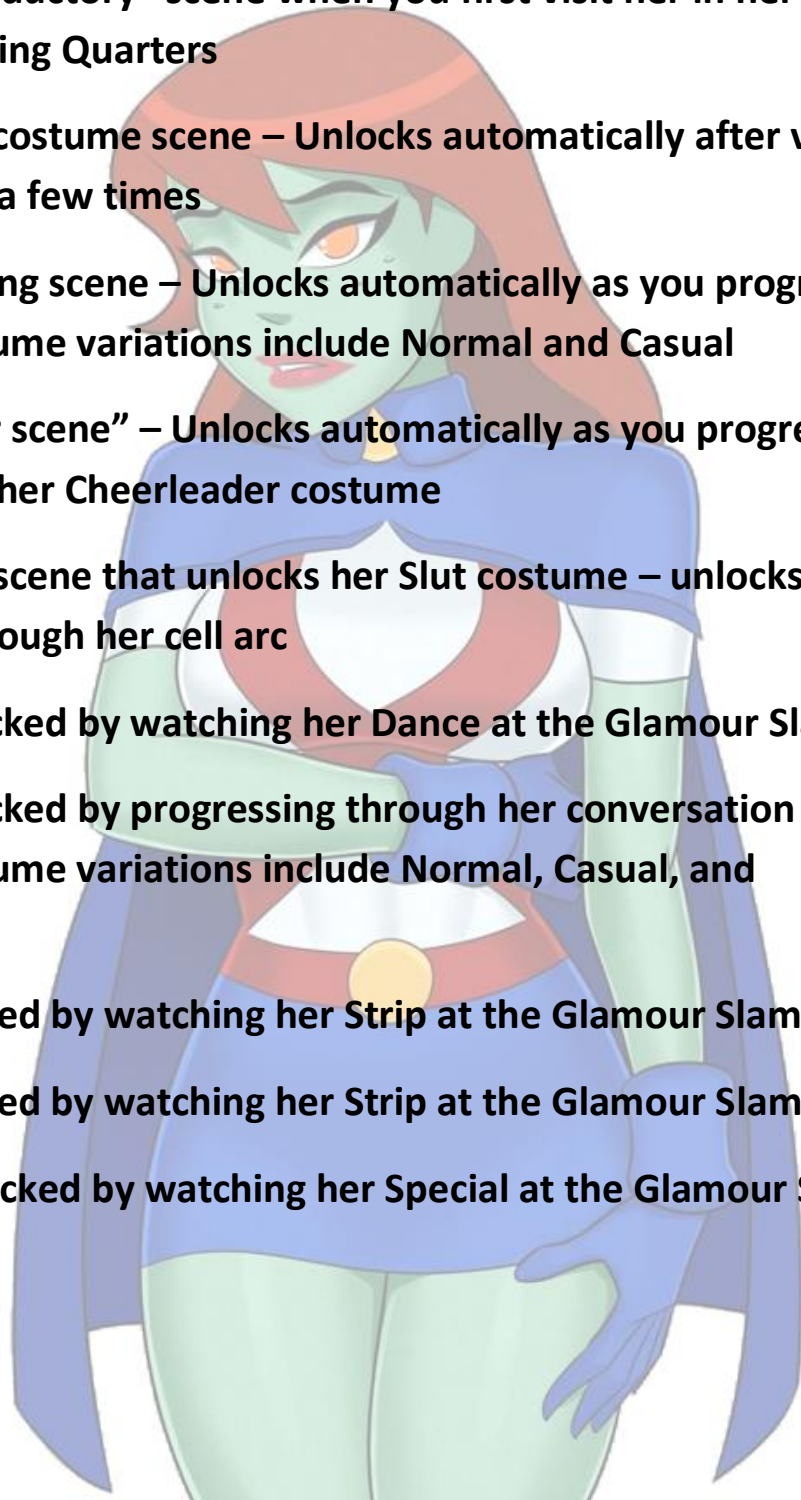 scene when you first visit her in her
ing Quarters
costume scene – Unlocks automatically after
a few times
ng scene – Unlocks automatically as you
ume variations include Normal and Casual
scene” – Unlocks automatically as you
her Cheerleader costume
scene that unlocks her Slut costume – unlocks
ough her cell arc
cked by watching her Dance at the Glamour
cked by progressing through her conversation
ume variations include Normal, Casual, and
ed by watching her Strip at the Glamour Slam
ed by watching her Strip at the Glamour Slam
cked by watching her Special at the Glamour